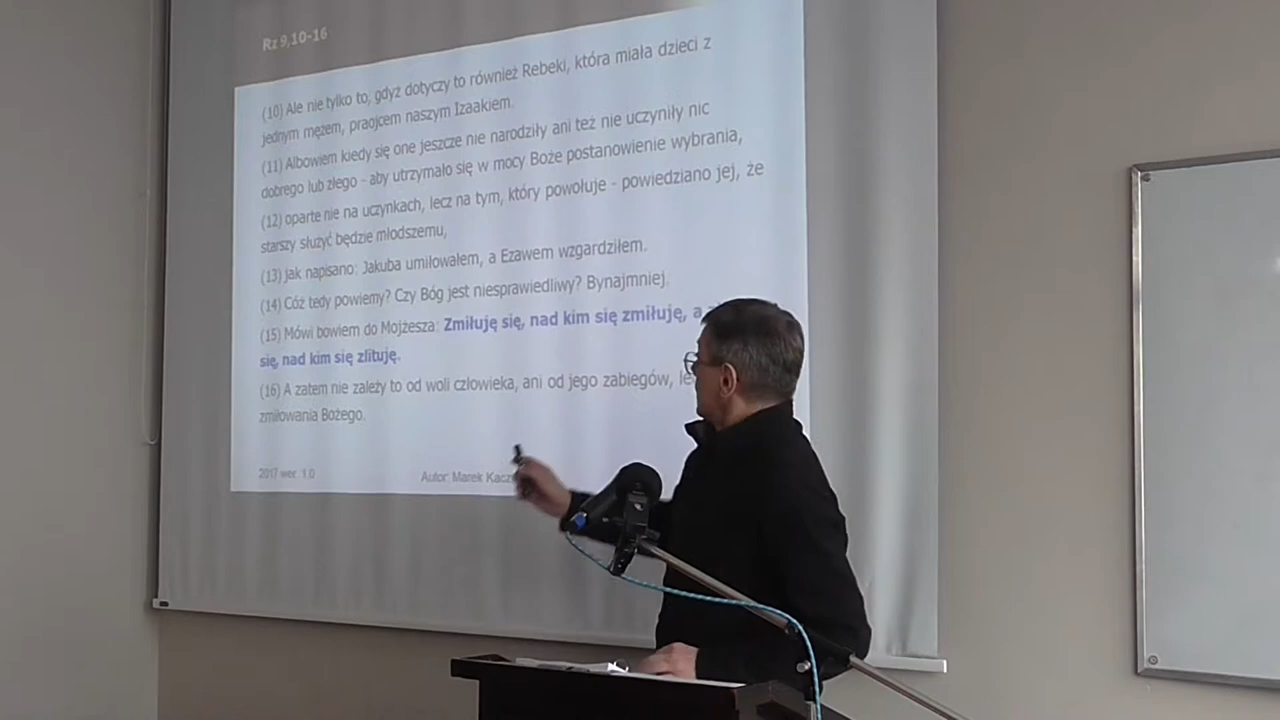 Rz 9,10-16
(10) Ale nie tylko to, gdyż dotyczy to również Rebeki, która miała dzieci z
jednym mężem, praojcem naszym Izaakiem.
(11) Albowiem kiedy się one jeszcze nie narodziły ani też nie uczyniły nic
dobrego lub złego - aby utrzymało się w mocy Boże postanowienie wybrania,
(12) oparte nie na uczynkach, lecz na tym, który powołuje - powiedziano jej, że
starszy służyć będzie młodszemu,
(13) jak napisano: Jakuba umiłowałem, a Ezawem wzgardziłem.
(14) Cóż tedy powiemy? Czy Bóg jest niesprawiedliwy? Bynajmniej.
(15) Mówi bowiem do Mojżesza: Zmiłuję się, nad kim się zmiłuję, a
się, nad kim się zlituję.
(16) A zatem nie zależy to od woli człowieka, ani od jego zabiegów,
zmiłowania Bożego.
2017 wer. 1.0
Autor: Marek